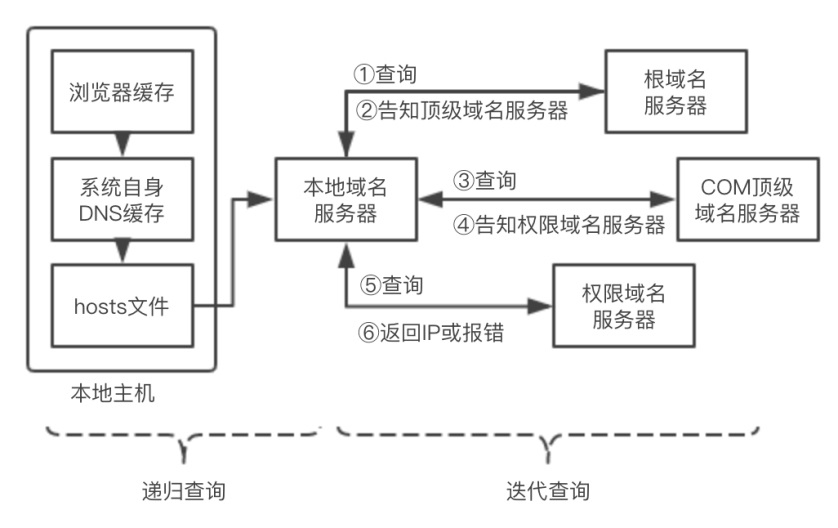 浏览器缓存
系统自身
DNS缓存
hosts文件
本地主机
本地域名
服务器
①查询
②告知顶级域名服务器
根域名
服务器
③查询
④告知权限域名服务器
COM顶级
域名服务器
⑤查询
⑥返回IP或报错
权限域名
服务器
递归查询
迭代查询